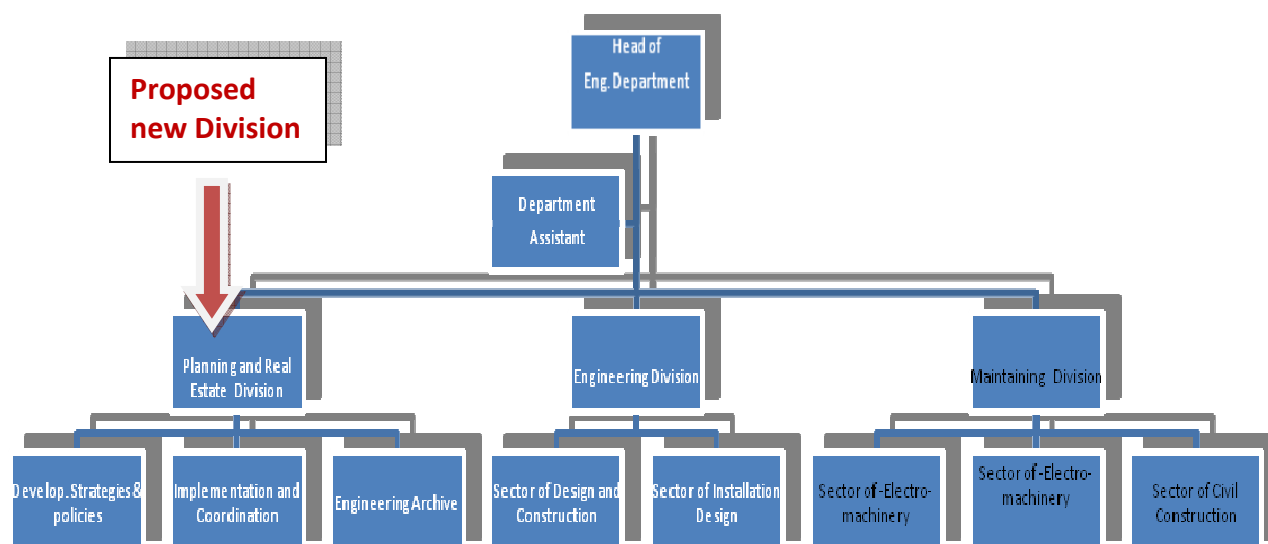 Head of
Eng. Department
Proposed
new Division
Department
Assistant
Planning and Real
Estate Division
Engineering Division
Maintaining Division
Develop. Strategies &
policies
Implementation and
Coordination
Engineering Archive
Sector of Design and
Construction
Sector of Installation
Design
Sector of -Electro-
machinery
Sector of -Electro-
machinery
Sector of Civil
Construction